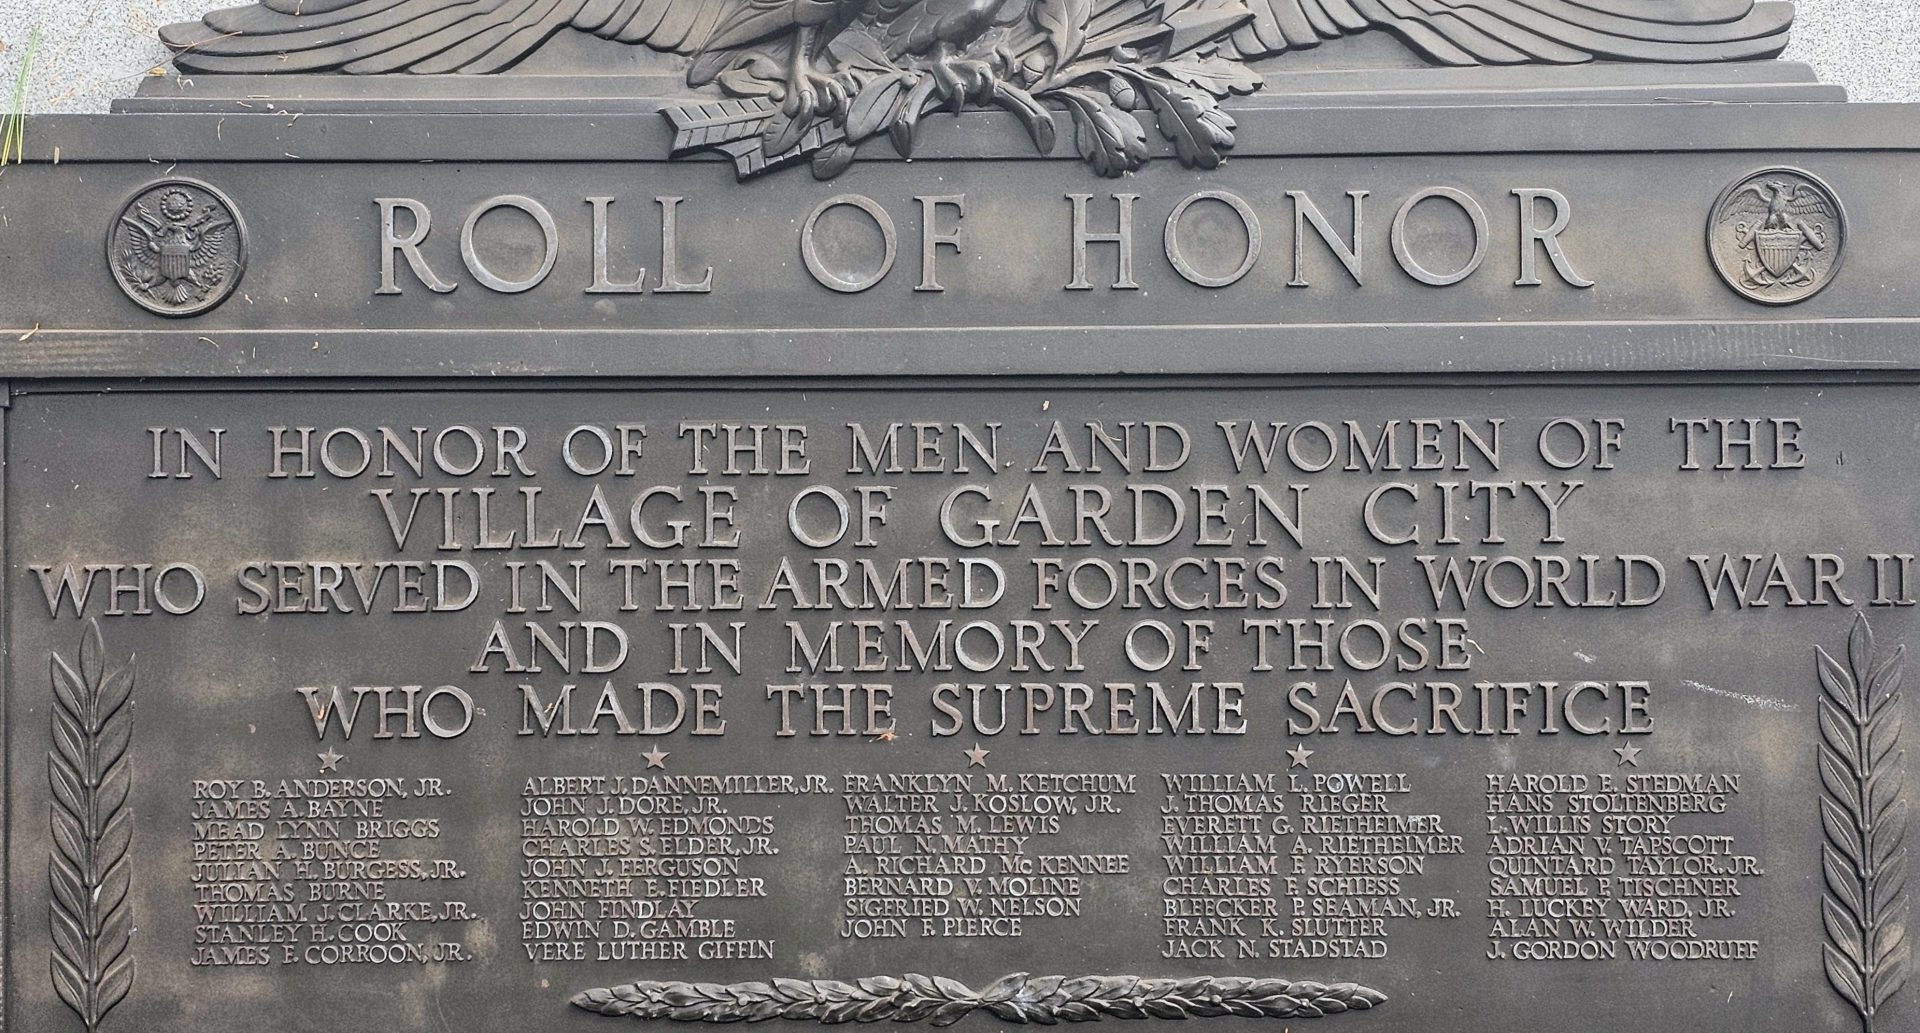 ROLL OF HONOR
IN HONOR OF THE MEN AND WOMEN OF THE
VILLAGE OF GARDEN CITY
WHO SERVED IN THE ARMED FORCES IN WORLD WAR II
AND IN MEMORY OF THOSE
WHO MADE THE SUPREME SACRIFICE
ROY B. ANDERSON, JR.
JAMES A. BAYNE
MEAD LYNN BRIGGS
PETER A. BUNCE
JULIAN H. BURGESS, JR.
THOMAS BURNE
WILLIAM J. CLARKE, JR.
STANLEY H. COOK
JAMES F. CORROON, JR.
ALBERT J. DANNEMILLER, JR.
JOHN J. DORE, JR.
HAROLD W. EDMONDS
CHARLES S. ELDER, JR.
JOHN J. FERGUSON
KENNETH E. FIEDLER
JOHN FINDLAY
EDWIN D. GAMBLE
VERE LUTHER GIFFIN
FRANKLYN M. KETCHUM
WALTER J. KOSLOW, JR.
THOMAS M. LEWIS
PAUL N. MATHY
A. RICHARD Mc KENNEE
BERNARD V. MOLINE
SIGFRIED W. NELSON
JOHN F. PIERCE
WILLIAM L. POWELL
J. THOMAS RIEGER
EVERETT G. RIETHEIMER
WILLIAM A. RIETHEIMER
WILLIAM F. RYERSON
CHARLES F. SCHIESS
BLEECKER P. SEAMAN, JR.
FRANK K. SLUTTER
JACK N. STADSTAD
HAROLD E. STEDMAN
HANS STOLTENBERG
L. WILLIS STORY
ADRIAN V. TAPSCOTT
QUINTARD TAYLOR, JR.
SAMUEL P. TISCHNER
H. LUCKEY WARD, JR.
ALAN W. WILDER
J. GORDON WOODRUFF